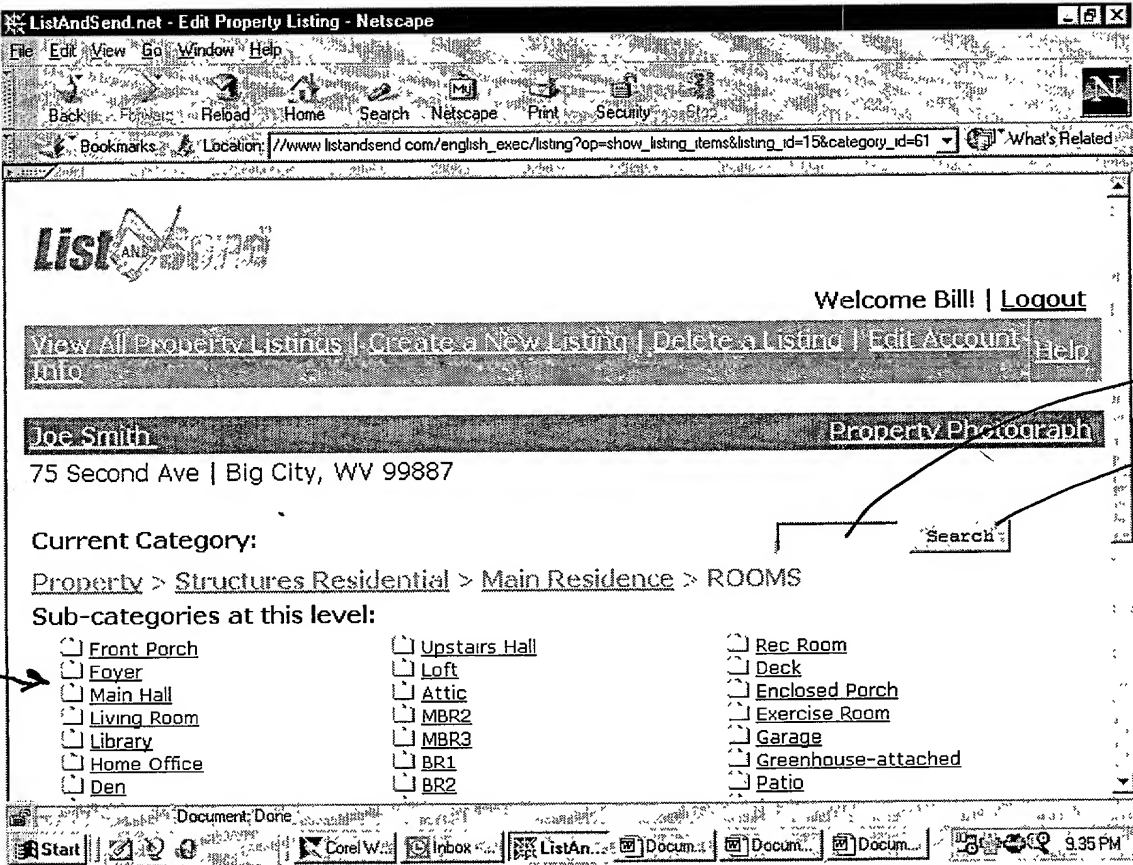 ListAndSend.net - Edit Property Listing - Netscape
File Edit View Go Window Help
Back Forward Reload Home Search Netscape Print Security Stop
My
N
Bookmarks Location: //www listandsend com/english_exec/listing?op=show_listing_items&listing_id=15&category_id=61 What's Related
List AND Send
Welcome Bill! | Logout
View All Property Listings | Create a New Listing | Delete a Listing | Edit Account Info
Help
Joe Smith Property Photograph
75 Second Ave | Big City, WV 99887
Search
Current Category:
Property > Structures Residential > Main Residence > ROOMS
Sub-categories at this level:
Front Porch Upstairs Hall Rec Room
Foyer Loft Deck
Main Hall Attic Enclosed Porch
Living Room MBR2 Exercise Room
Library MBR3 Garage
Home Office BR1 Greenhouse-attached
Den BR2 Patio
Document: Done
Start Corel W... Inbox -... ListAn... Docum... Docum... Docum... 9.35 PM